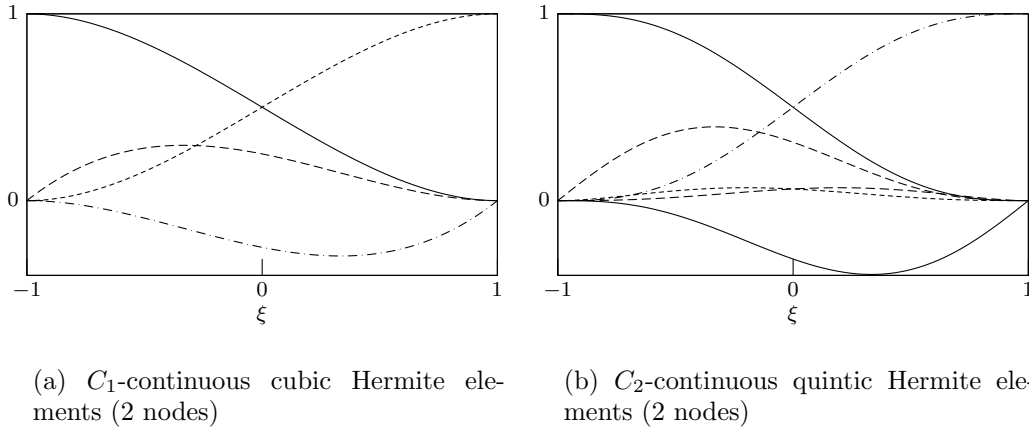 1
0
−1 0 1
ξ
1
0
−1 0 1
ξ
(a) C₁-continuous cubic Hermite ele-
ments (2 nodes)
(b) C₂-continuous quintic Hermite ele-
ments (2 nodes)